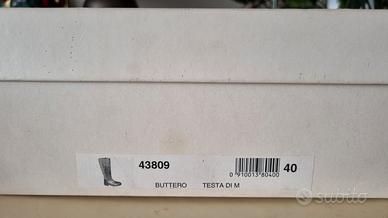 subito
43809
40
0 910013 80400
BUTTERO TESTA DI M